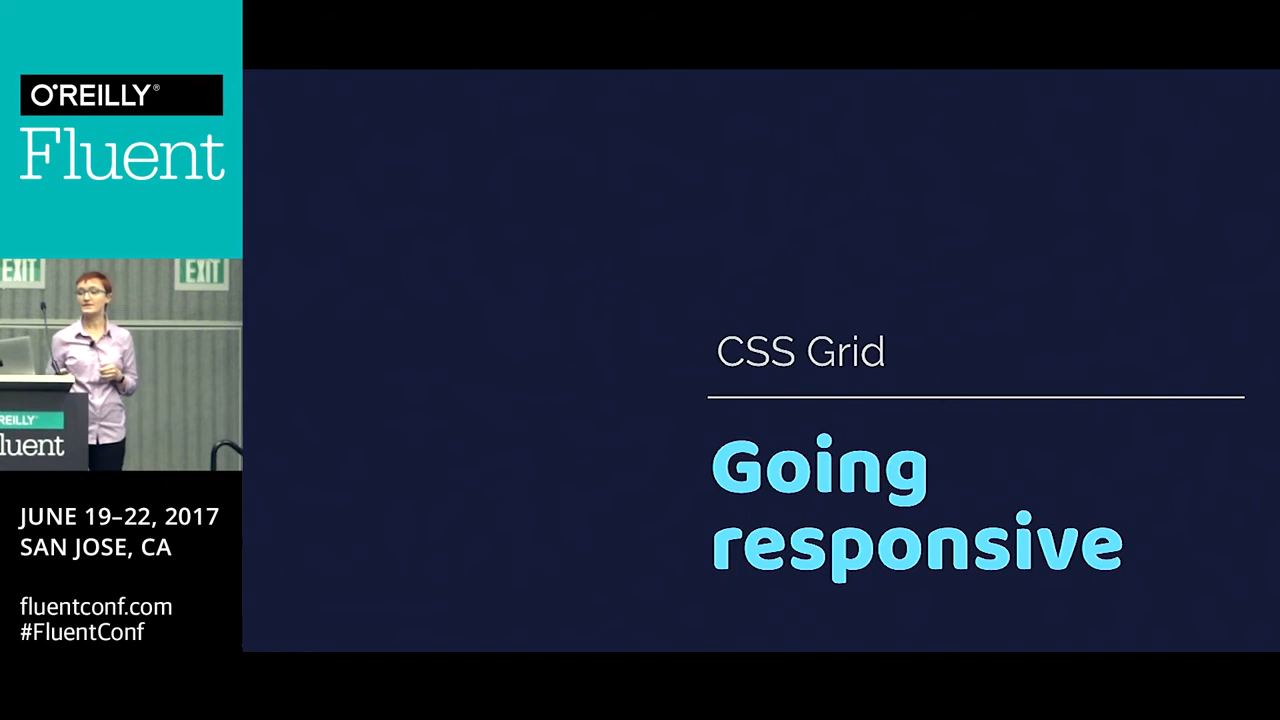 O'REILLY®
Fluent
EXIT
EXIT
REILLY
luent
JUNE 19–22, 2017
SAN JOSE, CA
fluentconf.com
#FluentConf
CSS Grid
Going
responsive